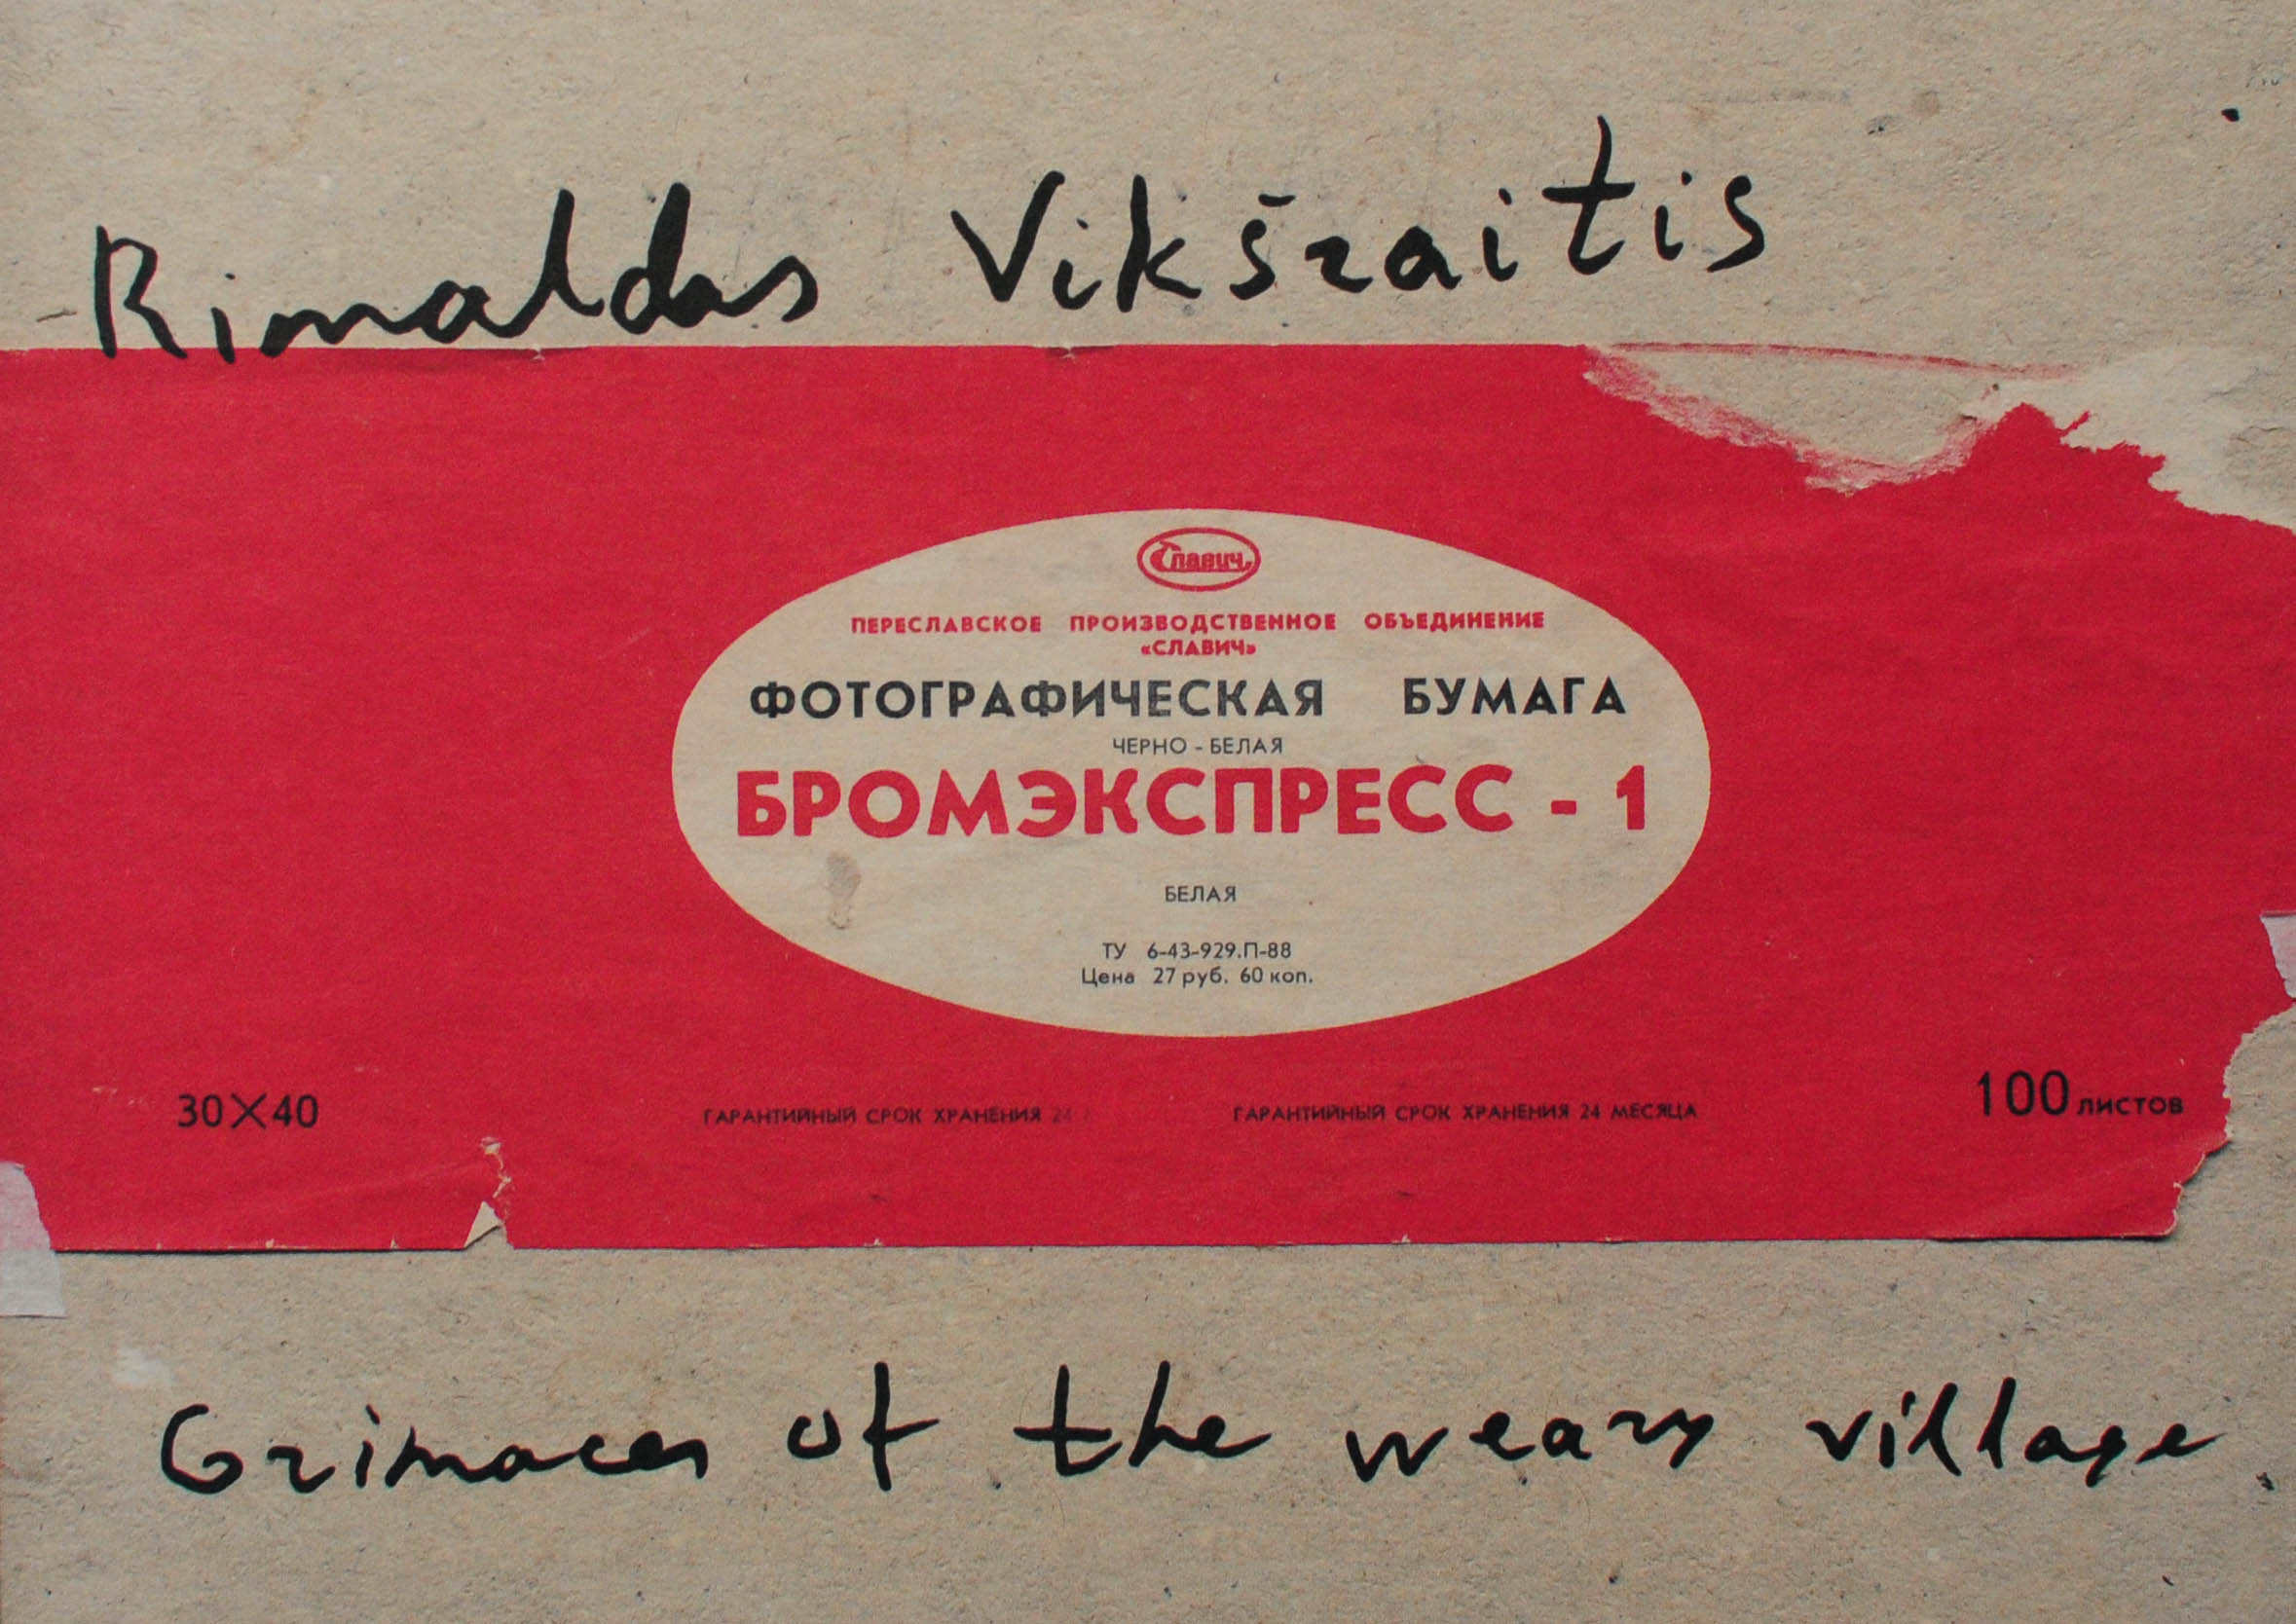 Rimaldas Vikšraitis
Славич
ПЕРЕСЛАВСКОЕ ПРОИЗВОДСТВЕННОЕ ОБЪЕДИНЕНИЕ
«СЛАВИЧ»
ФОТОГРАФИЧЕСКАЯ БУМАГА
ЧЕРНО - БЕЛАЯ
БРОМЭКСПРЕСС - 1
БЕЛАЯ
ТУ 6-43-929.П-88
Цена 27 руб. 60 коп.
30×40
ГАРАНТИЙНЫЙ СРОК ХРАНЕНИЯ 24
ГАРАНТИЙНЫЙ СРОК ХРАНЕНИЯ 24 МЕСЯЦА
100 ЛИСТОВ
Grimaces of the weary village